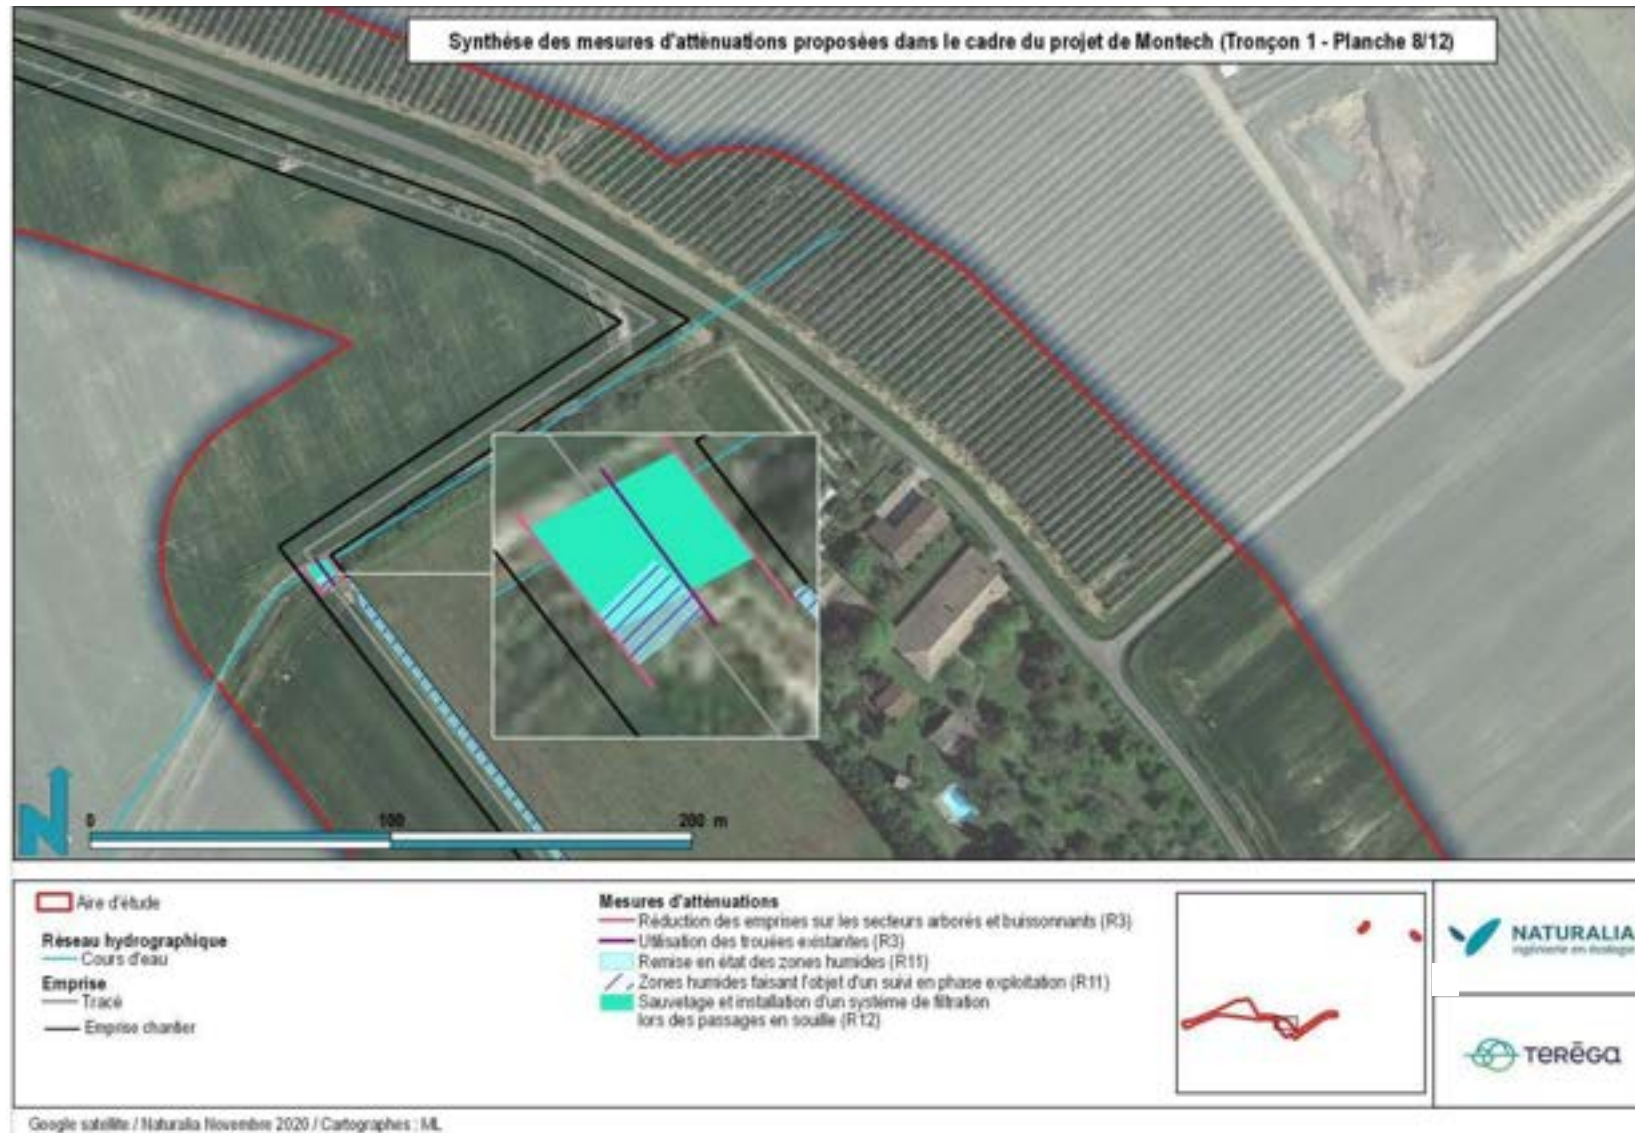 Synthèse des mesures d'atténuations proposées dans le cadre du projet de Montech (Tronçon 1 - Planche 8/12)
N
0 100 200 m
Aire d'étude
Réseau hydrographique
Cours d'eau
Emprise
Tracé
Emprise chantier
Mesures d'atténuations
Réduction des emprises sur les secteurs arborés et buissonnants (R3)
Utilisation des trouées existantes (R3)
Remise en état des zones humides (R11)
Zones humides faisant l'objet d'un suivi en phase exploitation (R11)
Sauvetage et installation d'un système de filtration
lors des passages en souille (R12)
NATURALIA
ingénierie en écologie
TERĒGA
Google satellite / Naturalia Novembre 2020 / Cartographes : ML